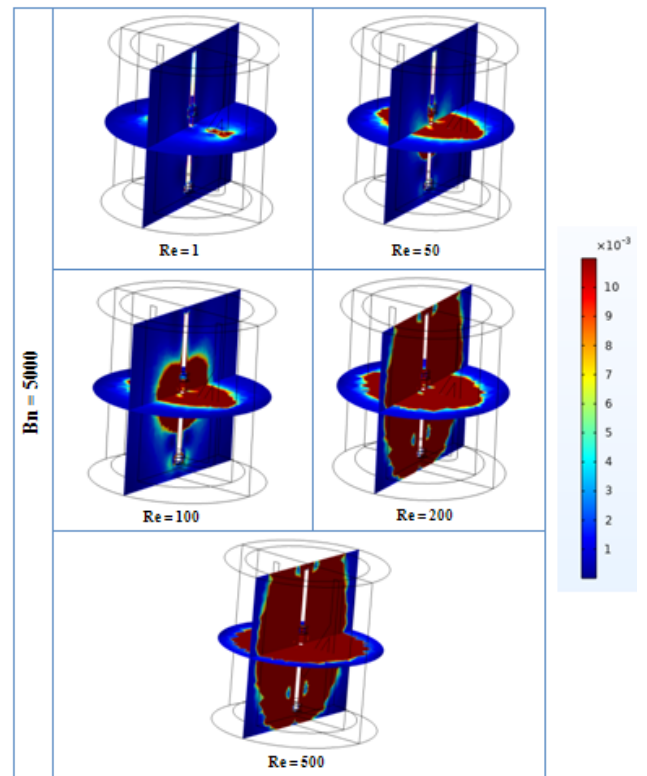 Bn = 5000
Re = 1
Re = 50
Re = 100
Re = 200
Re = 500
×10⁻³
10
9
8
7
6
5
4
3
2
1